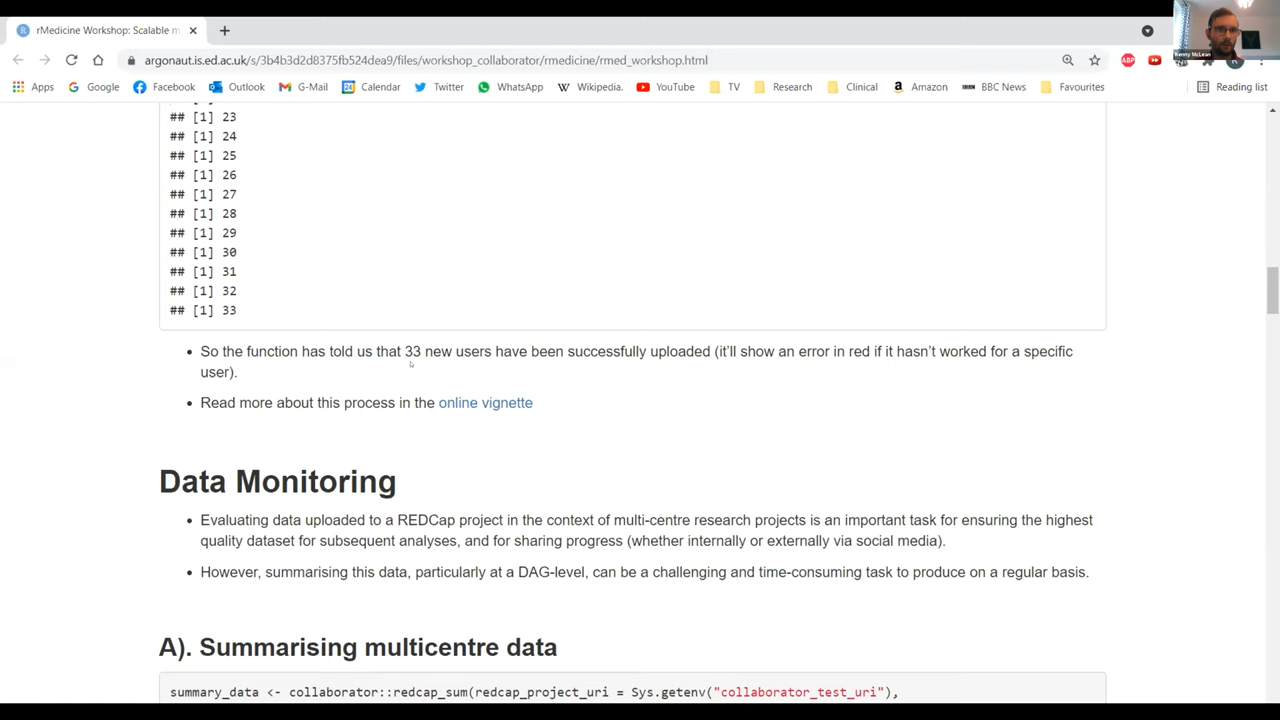 rMedicine Workshop: Scalable m
argonaut.is.ed.ac.uk/s/3b4b3d2d8375fb524dea9/files/workshop_collaborator/rmedicine/rmed_workshop.html
Apps Google Facebook Outlook G-Mail Calendar Twitter WhatsApp Wikipedia. YouTube TV Research Clinical Amazon BBC News Favourites Reading list
Kenny McLean
## [1] 23
## [1] 24
## [1] 25
## [1] 26
## [1] 27
## [1] 28
## [1] 29
## [1] 30
## [1] 31
## [1] 32
## [1] 33
• So the function has told us that 33 new users have been successfully uploaded (it'll show an error in red if it hasn't worked for a specific
user).
• Read more about this process in the online vignette
Data Monitoring
• Evaluating data uploaded to a REDCap project in the context of multi-centre research projects is an important task for ensuring the highest
quality dataset for subsequent analyses, and for sharing progress (whether internally or externally via social media).
• However, summarising this data, particularly at a DAG-level, can be a challenging and time-consuming task to produce on a regular basis.
A). Summarising multicentre data
summary_data <- collaborator::redcap_sum(redcap_project_uri = Sys.getenv("collaborator_test_uri"),